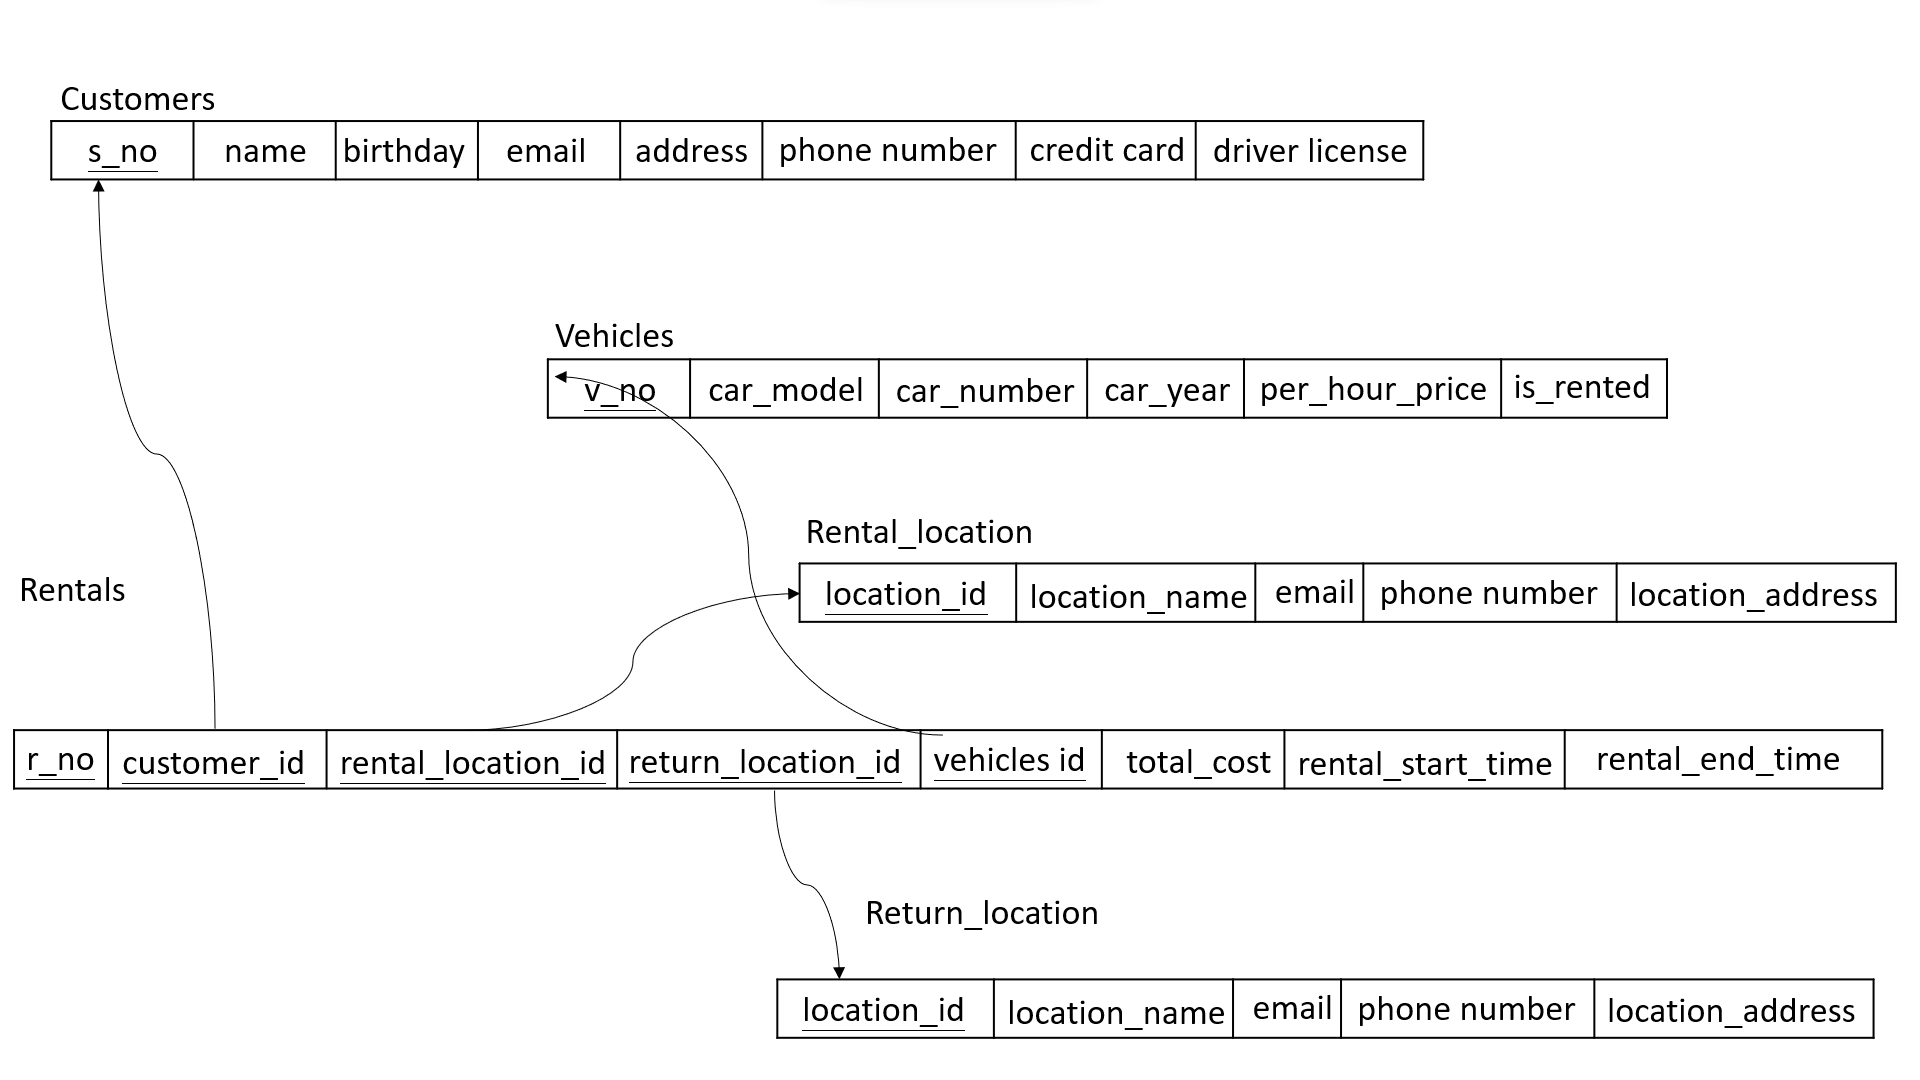 Customers
s_no name birthday email address phone number credit card driver license
Vehicles
v_no car_model car_number car_year per_hour_price is_rented
Rental_location
location_id location_name email phone number location_address
Rentals
r_no customer_id rental_location_id return_location_id vehicles id total_cost rental_start_time rental_end_time
Return_location
location_id location_name email phone number location_address